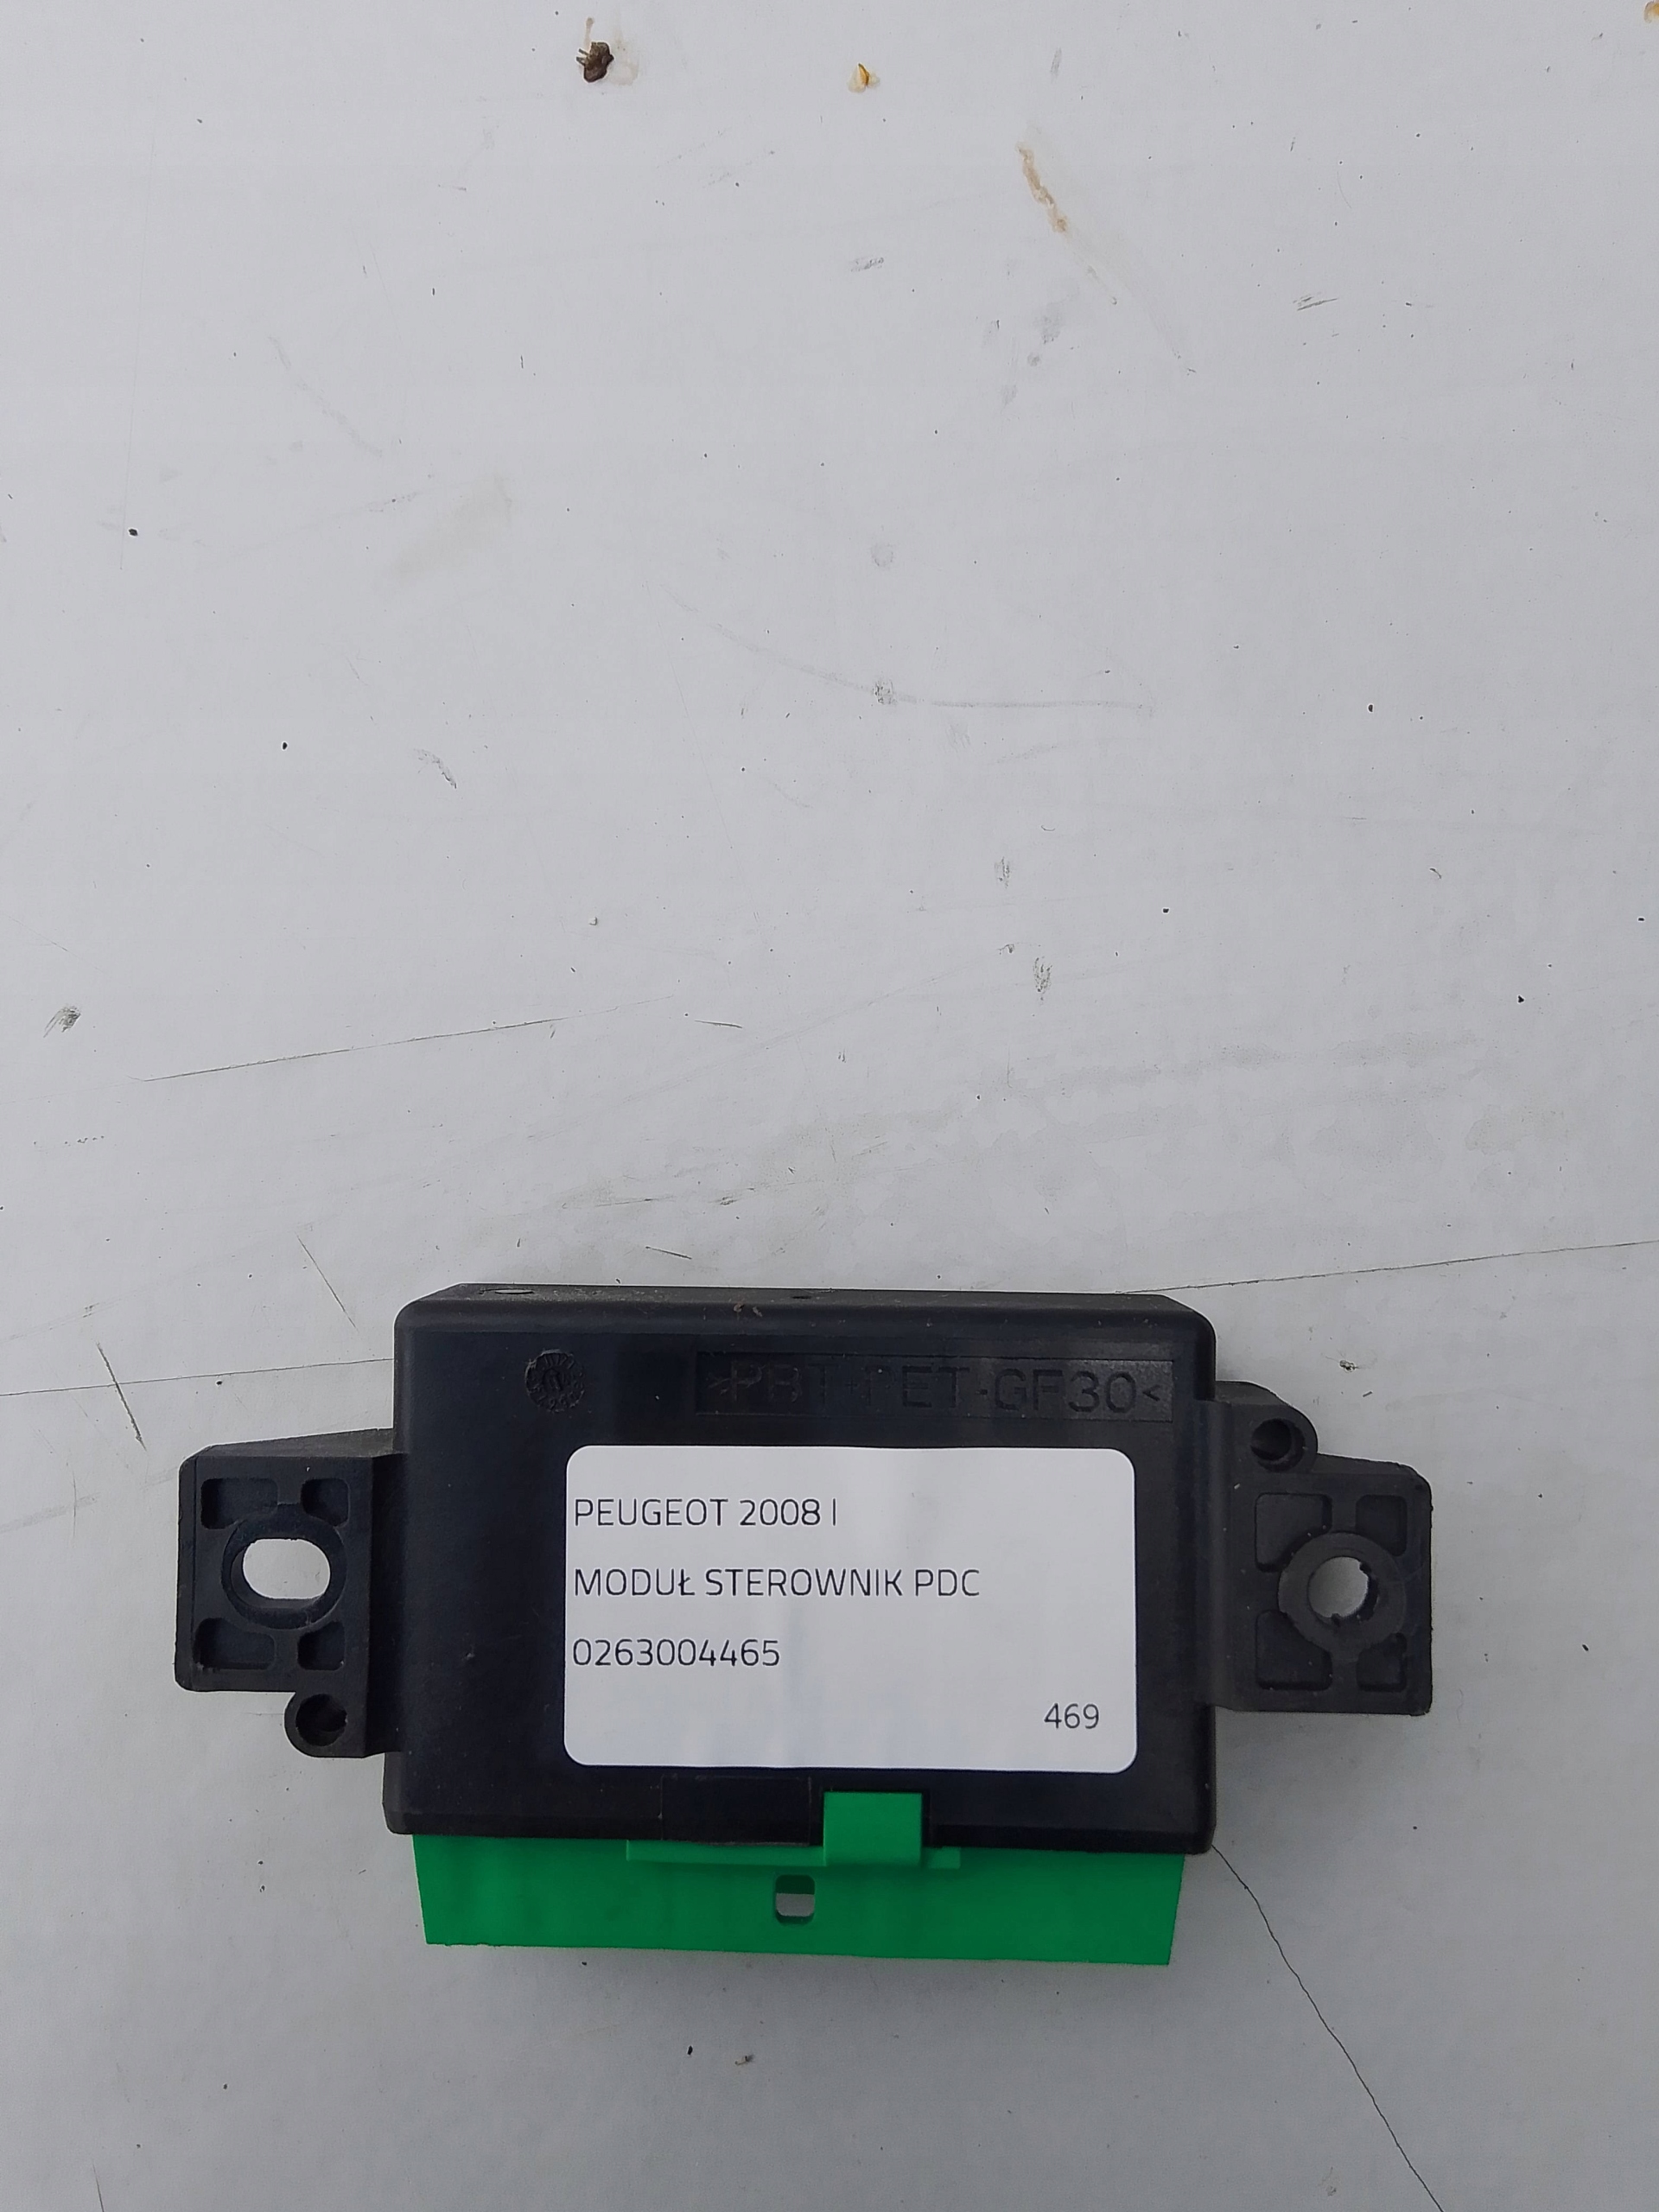 >PBT+PET-GF30<
PEUGEOT 2008 I
MODUŁ STEROWNIK PDC
0263004465
469